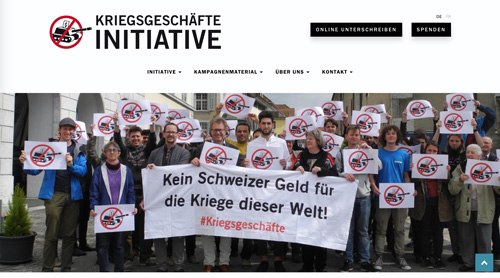 KRIEGSGESCHÄFTE
INITIATIVE
DE FR
ONLINE UNTERSCHREIBEN SPENDEN
INITIATIVE KAMPAGNENMATERIAL ÜBER UNS KONTAKT
Kein Schweizer Geld für
die Kriege dieser Welt!
#Kriegsgeschäfte